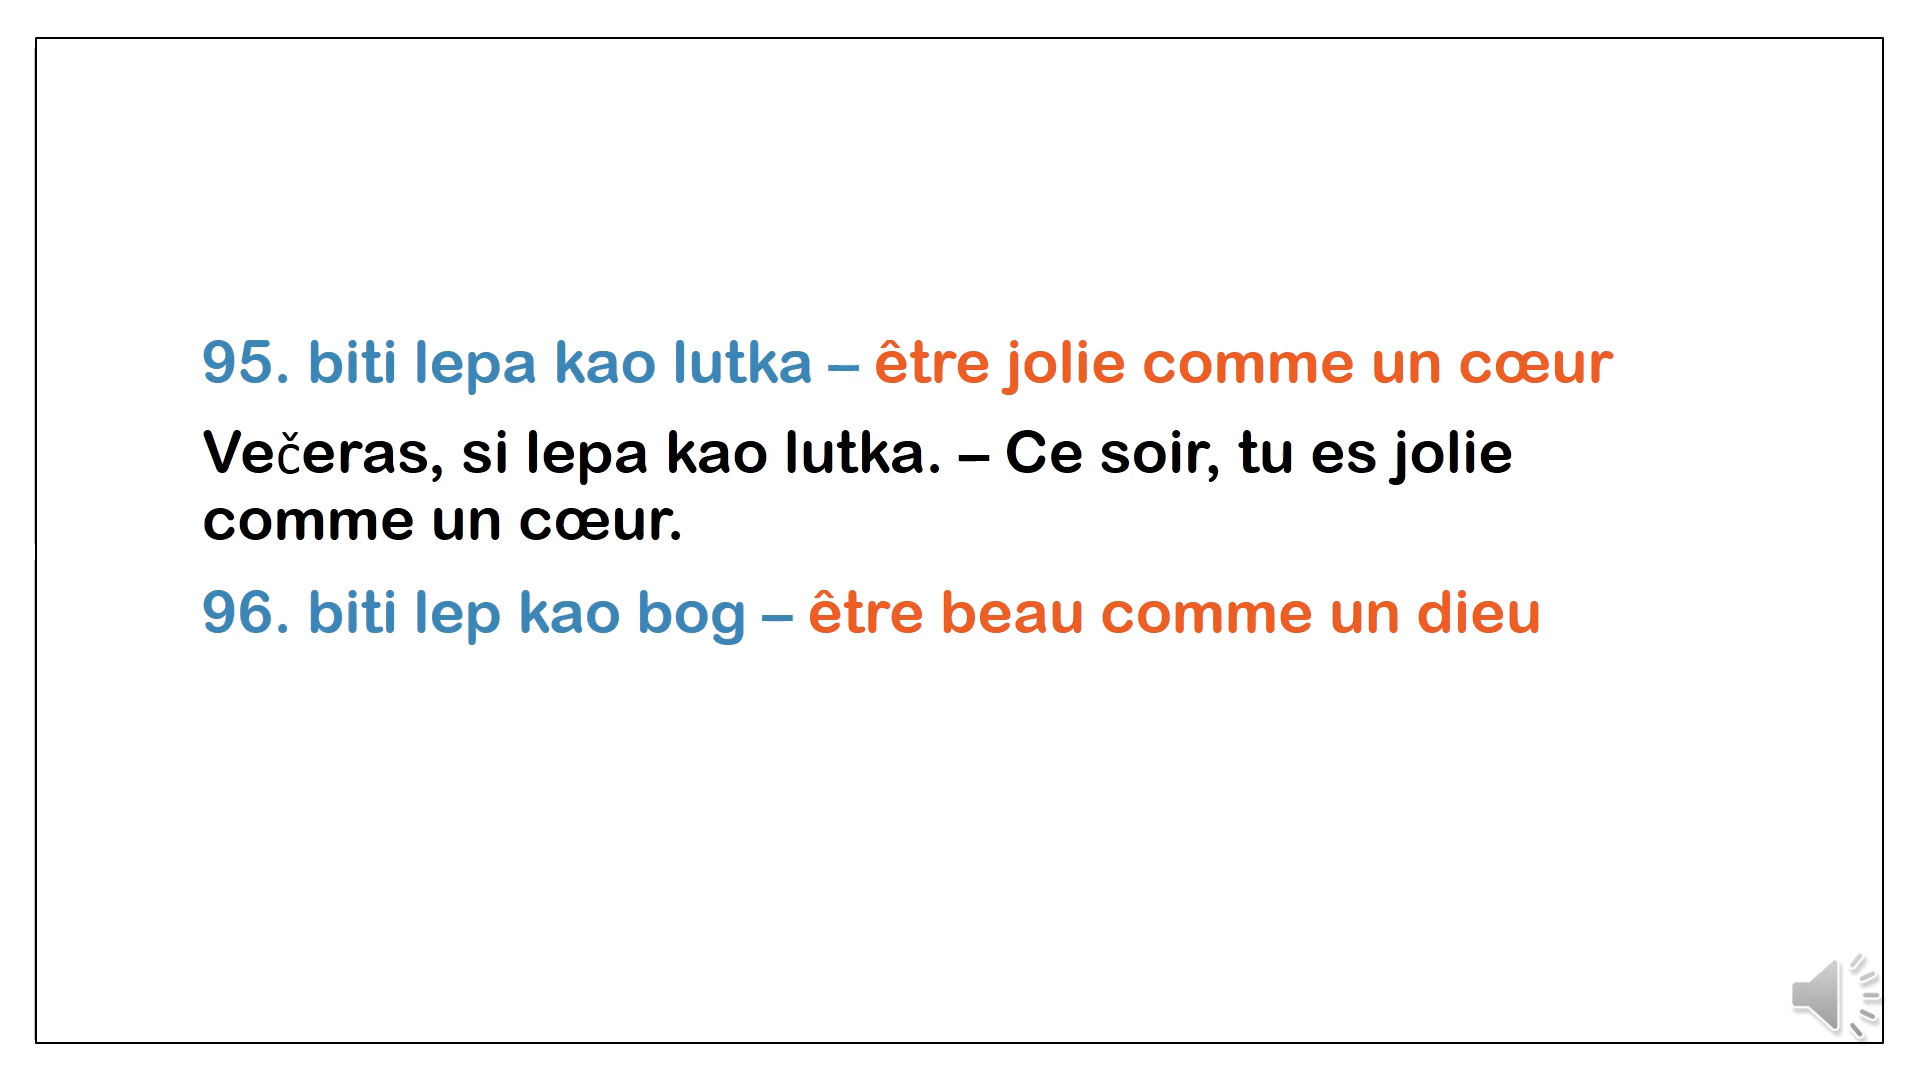 95. biti lepa kao lutka – être jolie comme un cœur
Večeras, si lepa kao lutka. – Ce soir, tu es jolie
comme un cœur.
96. biti lep kao bog – être beau comme un dieu